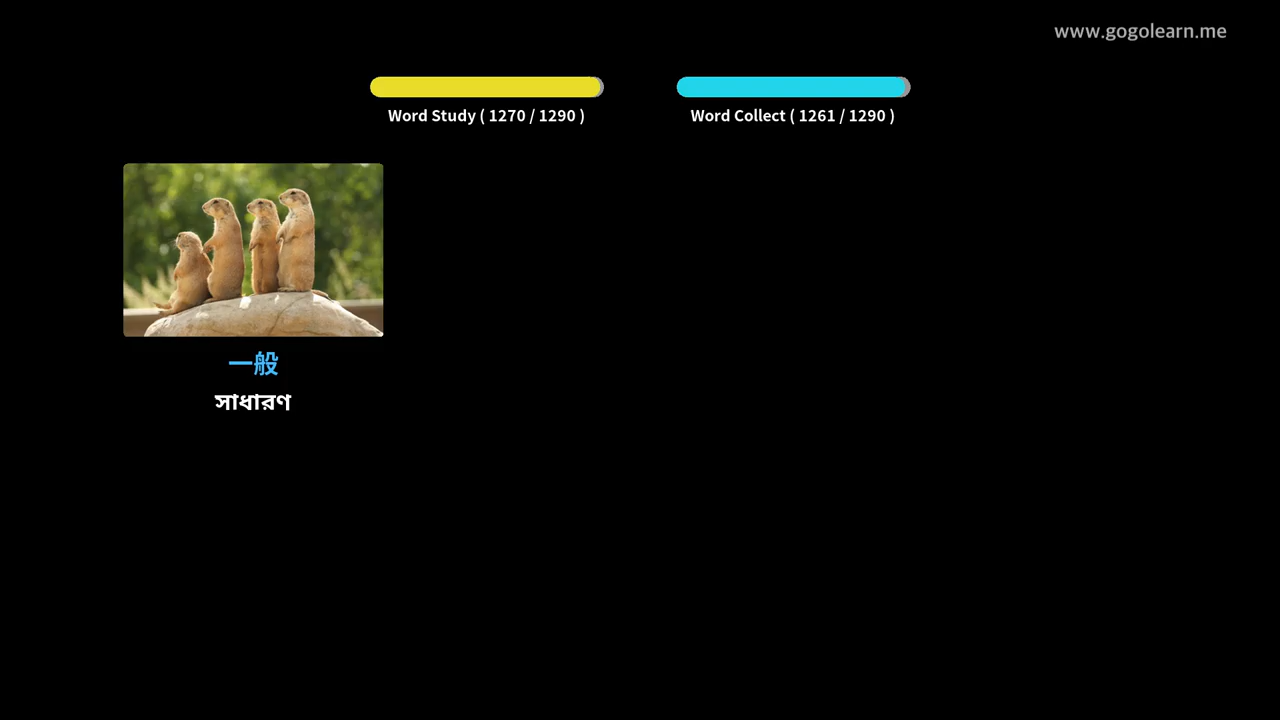 www.gogolearn.me
Word Study ( 1270 / 1290 )
Word Collect ( 1261 / 1290 )
一般
সাধারণ